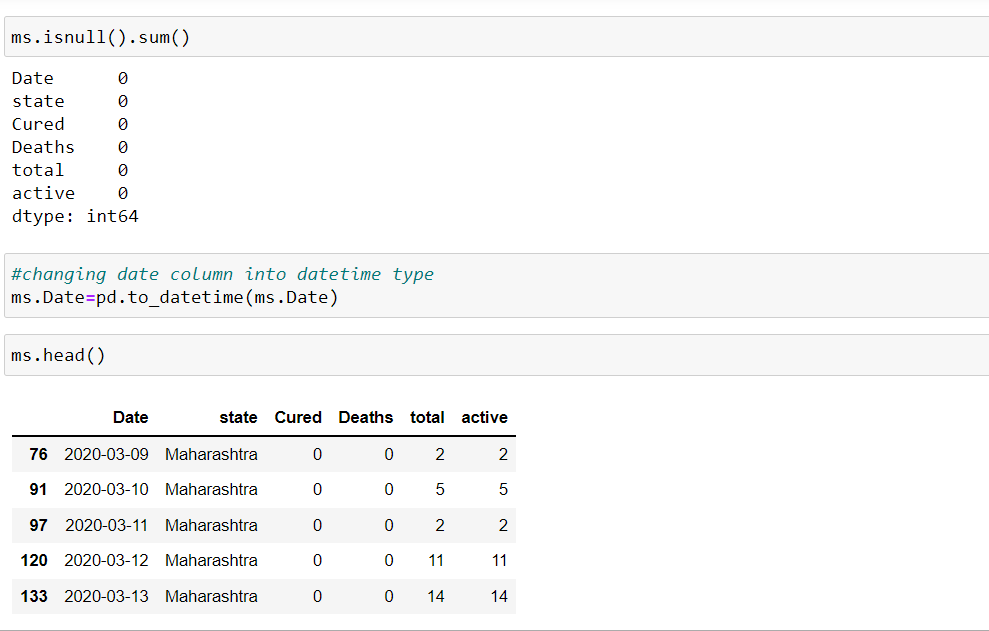 ms.isnull().sum()
Date 0
state 0
Cured 0
Deaths 0
total 0
active 0
dtype: int64
#changing date column into datetime type
ms.Date=pd.to_datetime(ms.Date)
ms.head()
Date state Cured Deaths total active
76 2020-03-09 Maharashtra 0 0 2 2
91 2020-03-10 Maharashtra 0 0 5 5
97 2020-03-11 Maharashtra 0 0 2 2
120 2020-03-12 Maharashtra 0 0 11 11
133 2020-03-13 Maharashtra 0 0 14 14